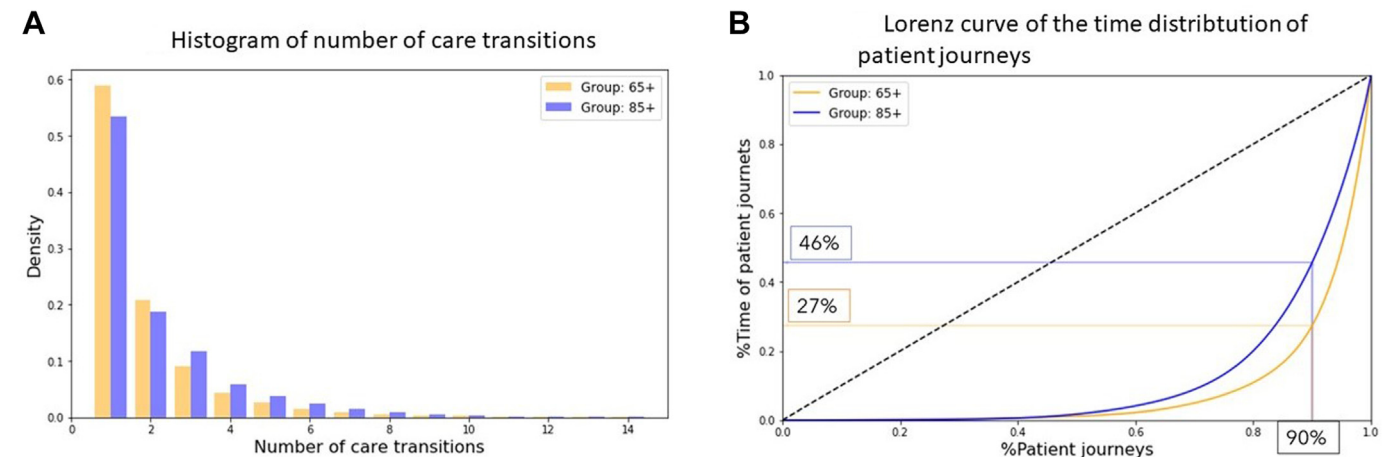 A
Histogram of number of care transitions
Group: 65+
Group: 85+
0.6
0.5
0.4
0.3
0.2
0.1
0.0
Density
0 2 4 6 8 10 12 14
Number of care transitions
B
Lorenz curve of the time distribtution of
patient journeys
Group: 65+
Group: 85+
1.0
0.8
0.6
0.4
0.2
0.0
%Time of patient journets
46%
27%
0.0 0.2 0.4 0.6 0.8 1.0
90%
%Patient journeys